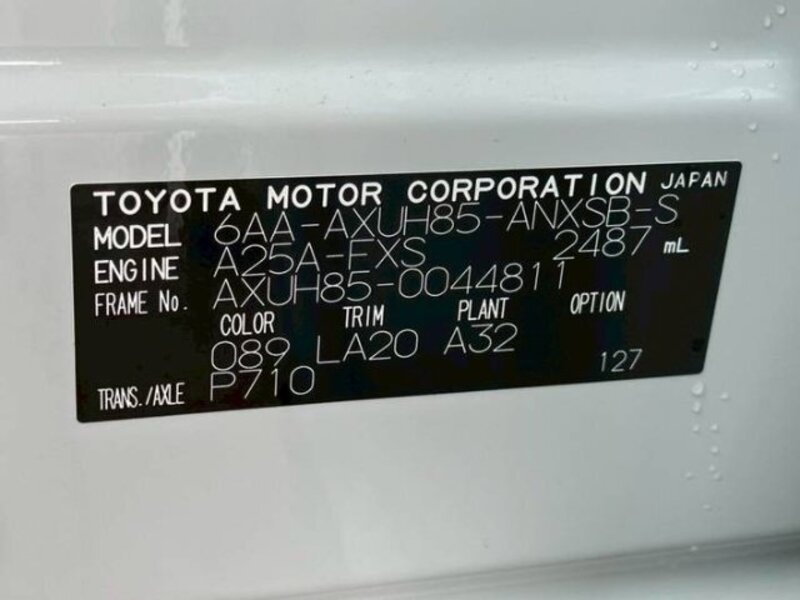 TOYOTA MOTOR CORPORATION JAPAN
MODEL 6AA-AXUH85-ANXSB-S
ENGINE A25A-FXS 2487 mL
FRAME No. AXUH85-0044811
COLOR TRIM PLANT OPTION
089 LA20 A32
TRANS./AXLE P710 127